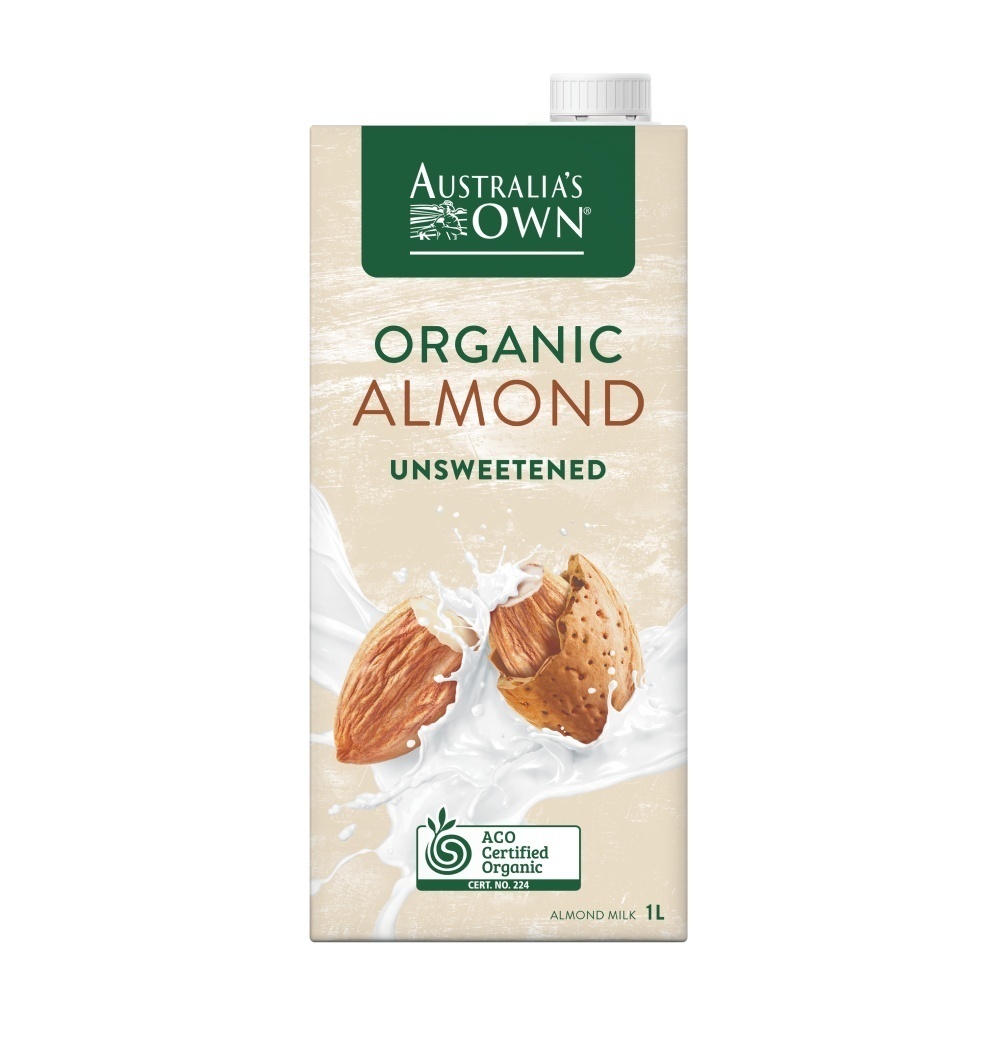 AUSTRALIA'S
OWN®
ORGANIC
ALMOND
UNSWEETENED
ACO
Certified
Organic
CERT. NO. 224
ALMOND MILK 1L